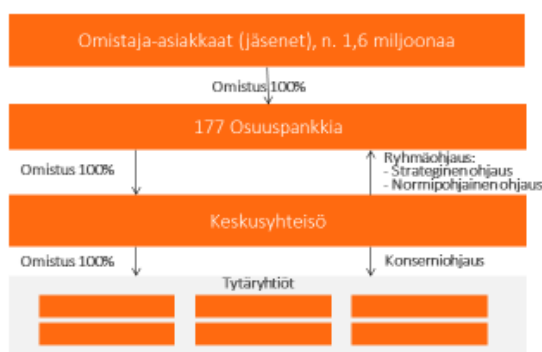 Omistaja-asiakkaat (jäsenet), n. 1,6 miljoonaa
Omistus 100%
177 Osuuspankkia
Omistus 100%
Ryhmäohjaus:
- Strateginen ohjaus
- Normipohjainen ohjaus
Keskusyhteisö
Omistus 100%
Konserniohjaus
Tytäryhtiöt